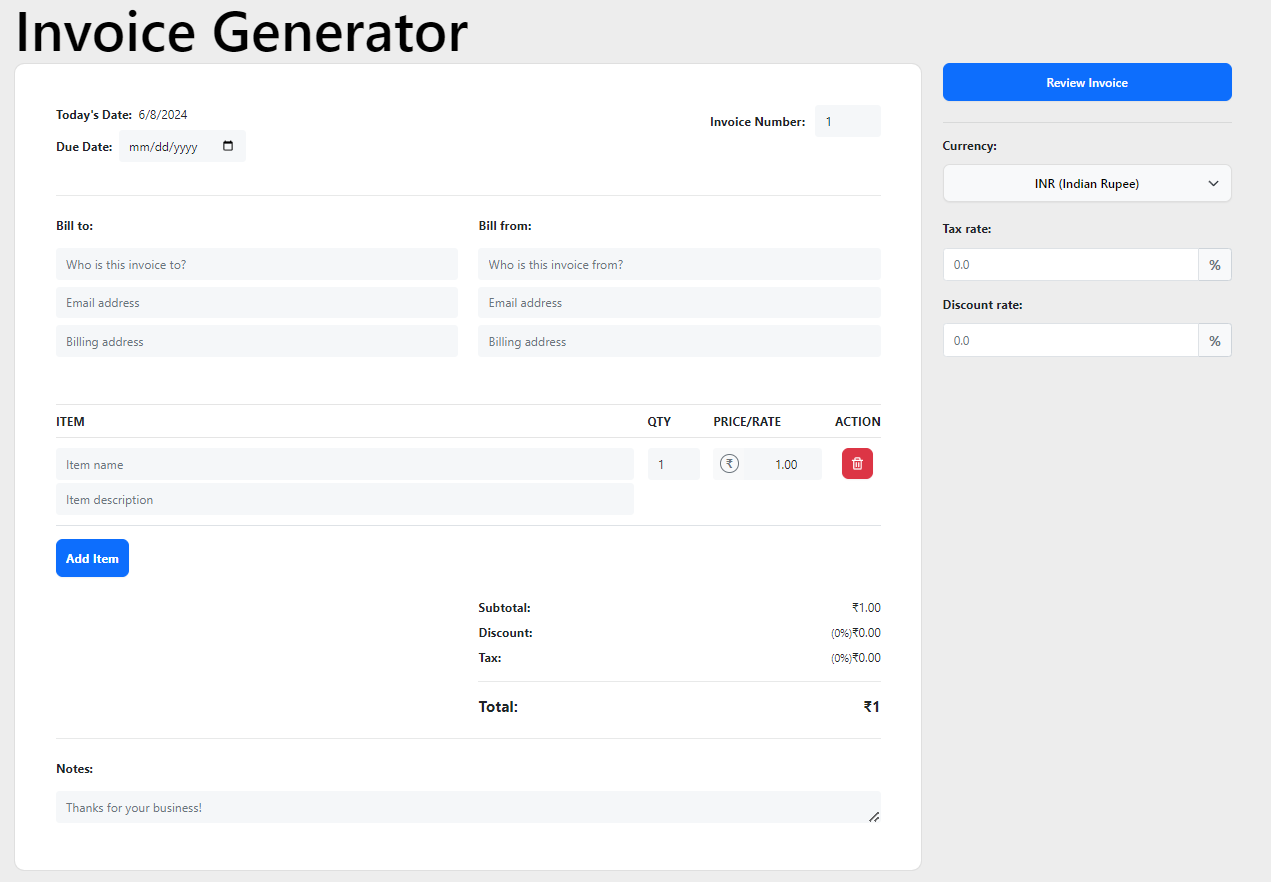 Invoice Generator
Today's Date: 6/8/2024
Due Date: mm/dd/yyyy
Invoice Number: 1
Review Invoice
Currency:
INR (Indian Rupee)
Tax rate:
0.0 %
Discount rate:
0.0 %
Bill to:
Who is this invoice to?
Email address
Billing address
Bill from:
Who is this invoice from?
Email address
Billing address
ITEM QTY PRICE/RATE ACTION
Item name 1 ₹ 1.00
Item description
Add Item
Subtotal: ₹1.00
Discount: (0%)₹0.00
Tax: (0%)₹0.00
Total: ₹1
Notes:
Thanks for your business!